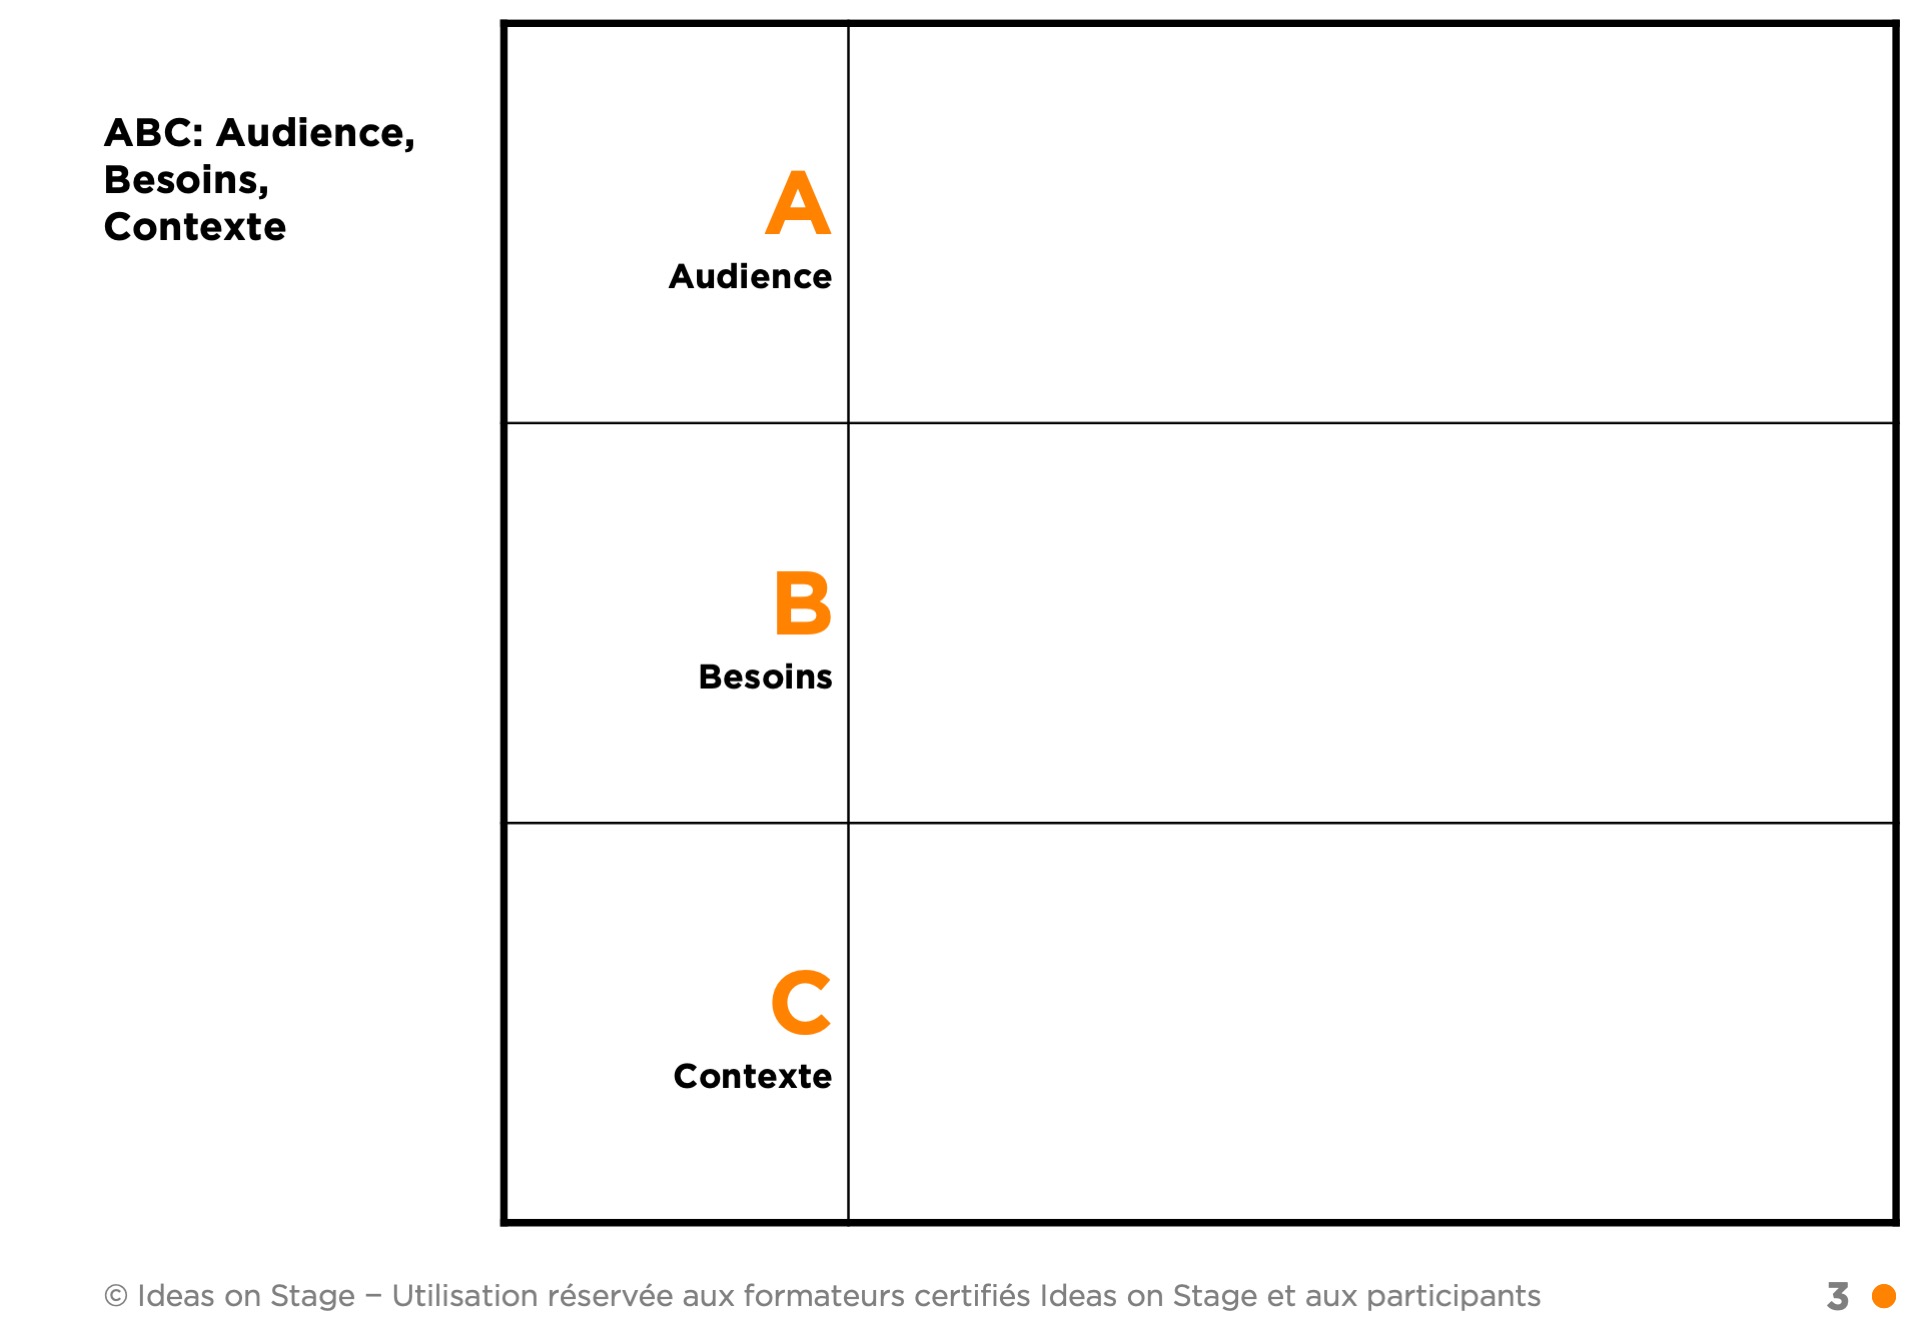 ABC: Audience,
Besoins,
Contexte
A
Audience
B
Besoins
C
Contexte
© Ideas on Stage – Utilisation réservée aux formateurs certifiés Ideas on Stage et aux participants
3